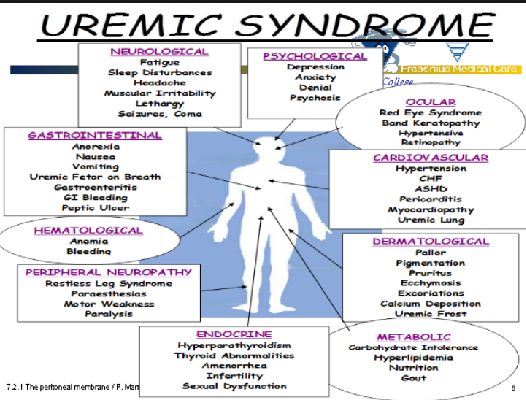 UREMIC SYNDROME
NEUROLOGICAL
Fatigue
Sleep Disturbances
Headache
Muscular Irritability
Lethargy
Seizures, Coma
PSYCHOLOGICAL
Depression
Anxiety
Denial
Psychosis
Fresenius Medical Care
College
OCULAR
Red Eye Syndrome
Band Keratopathy
Hypertensive
Retinopathy
GASTROINTESTINAL
Anorexia
Nausea
Vomiting
Uremic Fetor on Breath
Gastroenteritis
GI Bleeding
Peptic Ulcer
CARDIOVASCULAR
Hypertension
CHF
ASHD
Pericarditis
Myocardiopathy
Uremic Lung
HEMATOLOGICAL
Anemia
Bleeding
DERMATOLOGICAL
Pallor
Pigmentation
Pruritus
Ecchymosis
Excoriations
Calcium Deposition
Uremic Frost
PERIPHERAL NEUROPATHY
Restless Leg Syndrome
Paraesthesias
Motor Weakness
Paralysis
ENDOCRINE
Hyperparathyroidism
Thyroid Abnormalities
Amenorrhea
Infertility
Sexual Dysfunction
METABOLIC
Carbohydrate Intolerance
Hyperlipidemia
Nutrition
Gout
7.2.1 The peritoneal membrane / P.